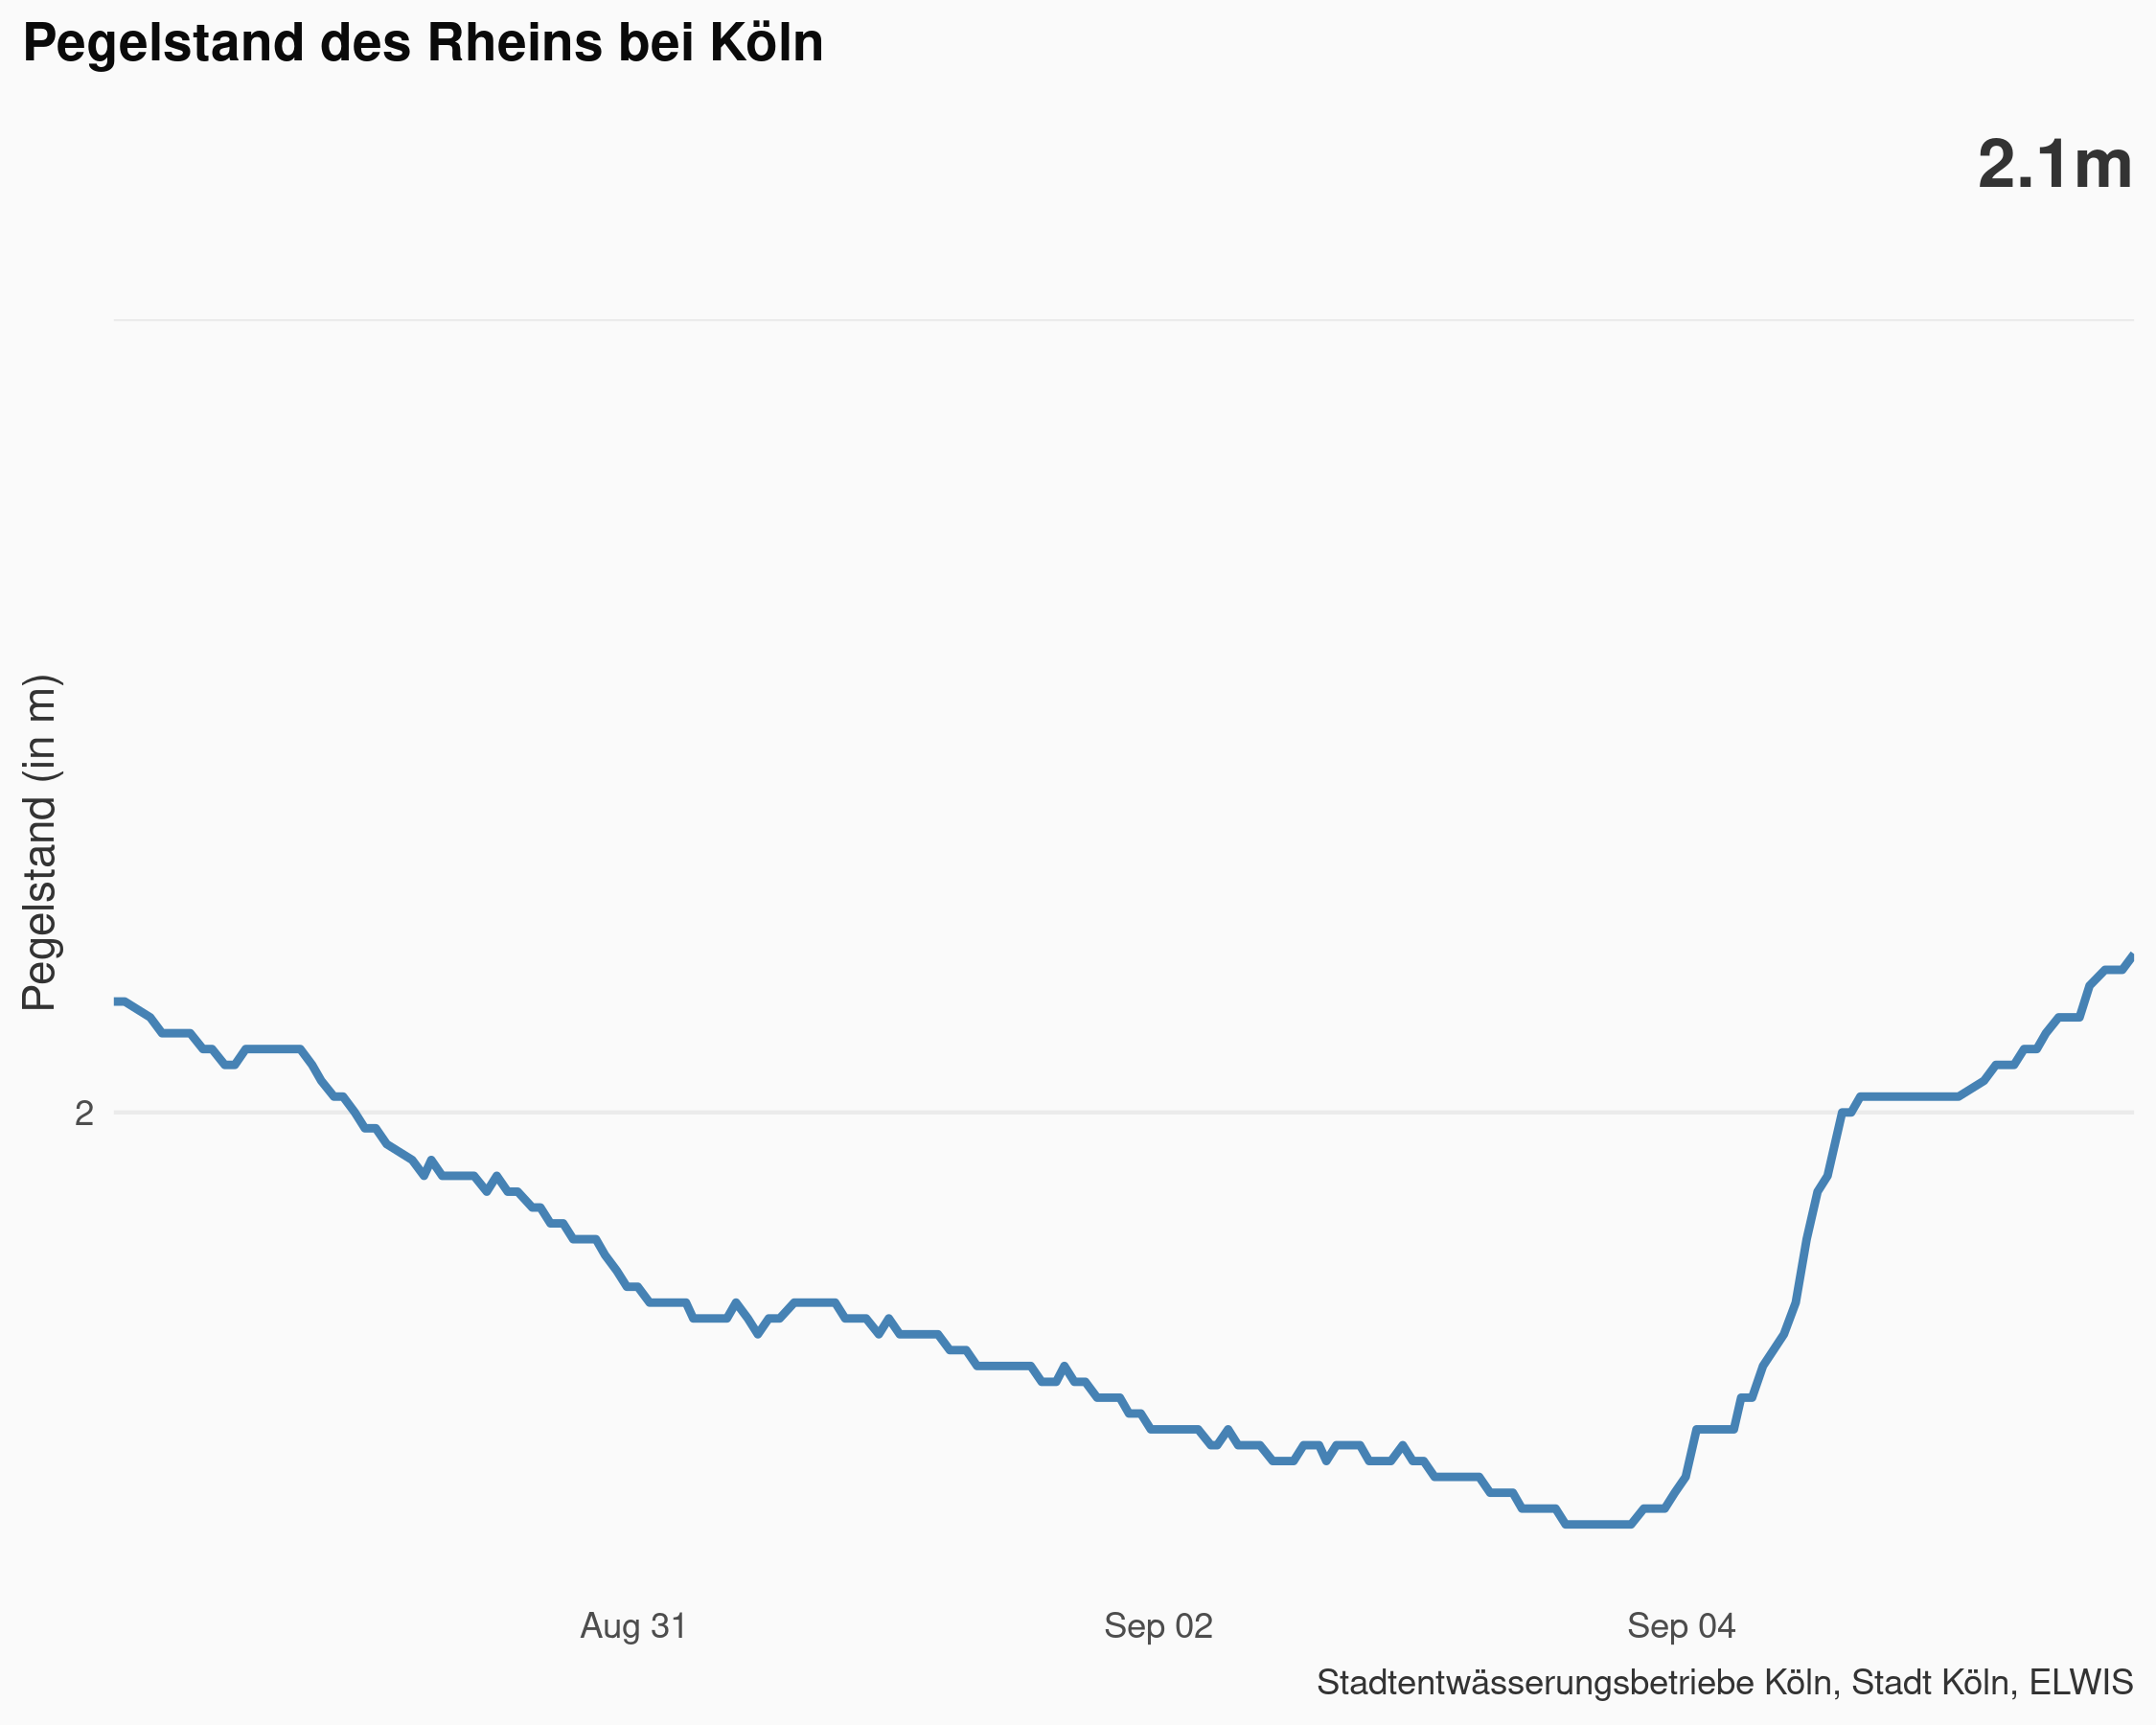 Pegelstand des Rheins bei Köln
2.1m
Pegelstand (in m)
2
Aug 31
Sep 02
Sep 04
Stadtentwässerungsbetriebe Köln, Stadt Köln, ELWIS